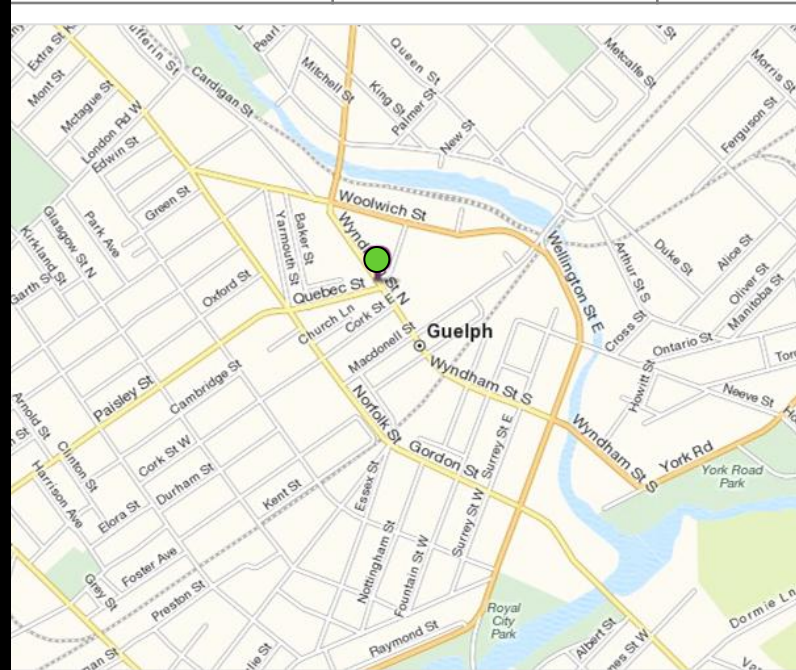 Extra St
Dufferin St
Pearl
Queen St
Metcalfe St
Morris St
Mont St
Cardigan St
Mitchell St
King St
Palmer St
Mctague St
London Rd W
New St
Ferguson St
Edwin St
Green St
Woolwich St
Park Ave
Glasgow St N
Kirkland St
Yarmouth St
Baker St
Wynd
St N
Wellington St E
Arthur St S
Duke St
Alice St
Garth St
Oxford St
Quebec St
Oliver St
Manitoba St
Church Ln
Cork St E
Guelph
Macdonell St
Cross St
Ontario St
Paisley St
Cambridge St
Wyndham St S
Howitt St
Neeve St
Arnold St
Norfolk St
Wyndham St S
York Rd
York Road
Park
Clinton St
Cork St W
Gordon St
Surrey St E
Harrison Ave
Durham St
Kent St
Essex St
Elora St
Surrey St W
Foster Ave
Nottingham St
Fountain St W
Grey St
Preston St
Royal
City
Park
Dormie Ln
Raymond St
Albert St